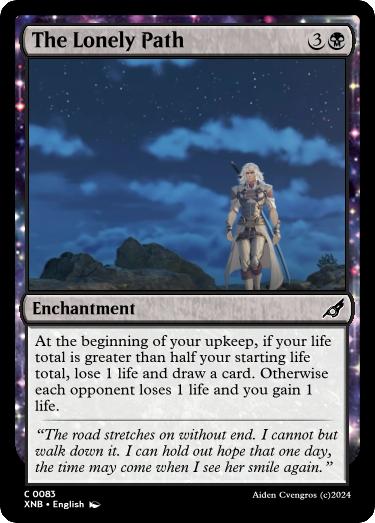 The Lonely Path 3
Enchantment
At the beginning of your upkeep, if your life
total is greater than half your starting life
total, lose 1 life and draw a card. Otherwise
each opponent loses 1 life and you gain 1
life.
“The road stretches on without end. I cannot but
walk down it. I can hold out hope that one day,
the time may come when I see her smile again.”
C 0083
XNB • English
Aiden Cvengros (c)2024